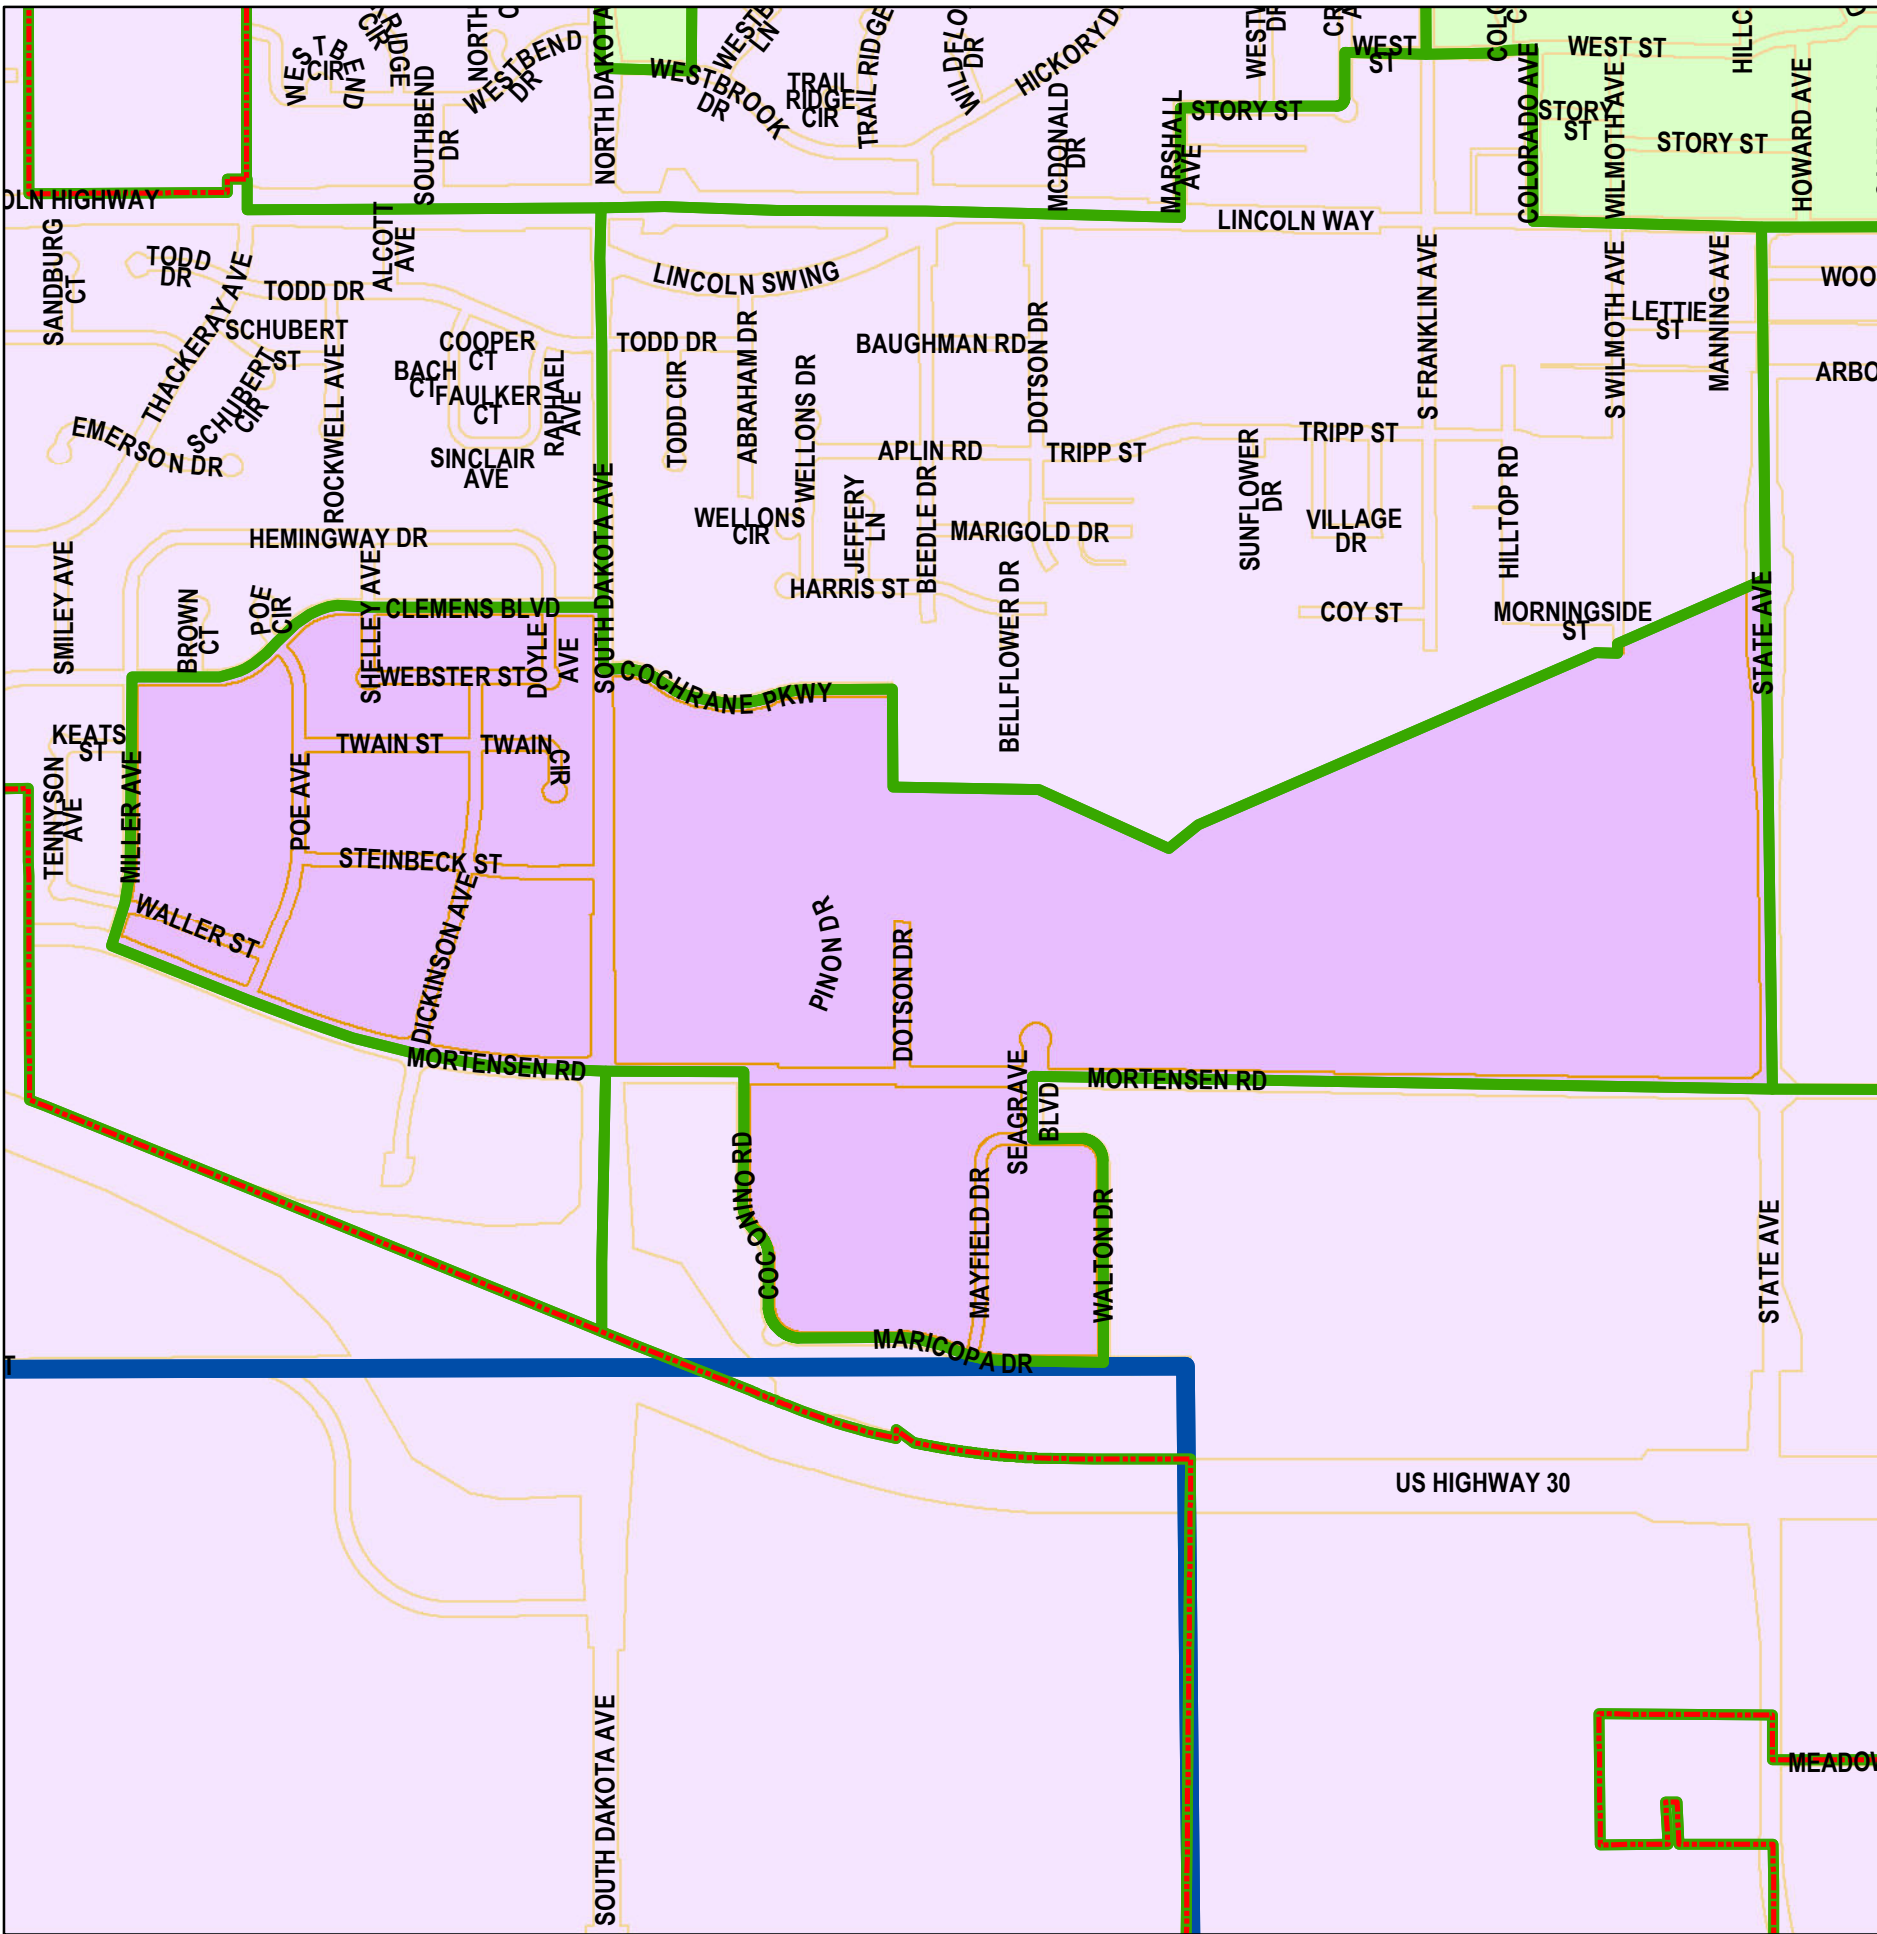 WESTBEND
CIR
RIDGE
CIR
NORTH
WESTBEND
DR
SOUTHBEND
DR
NORTH DAKOTA
WESTBROOK
DR
LN
TRAIL
RIDGE
CIR
TRAIL RIDGE
DR
HICKORY
MCDONALD
DR
MARSHALL
AVE
STORY ST
DR
WEST
ST
COLORADO AVE
WEST ST
STORY
ST
WILMOTH AVE
STORY ST
HOWARD AVE
HIGHWAY
LINCOLN WAY
SANDBURG
CT
TODD
DR
THACKERAY AVE
ALCOTT
AVE
TODD DR
SCHUBERT
ST
SCHUBERT
CIR
ROCKWELL AVE
COOPER
CT
BACH
CT
FAULKER
CT
RAPHAEL
AVE
EMERSON DR
SINCLAIR
AVE
LINCOLN SWING
TODD DR
TODD CIR
ABRAHAM DR
WELLONS DR
BAUGHMAN RD
DOTSON DR
APLIN RD
TRIPP ST
WELLONS
CIR
JEFFERY
LN
BEEDLE DR
MARIGOLD DR
HARRIS ST
BELLFLOWER DR
SUNFLOWER
DR
TRIPP ST
VILLAGE
DR
S FRANKLIN AVE
HILLTOP RD
S WILMOTH AVE
LETTIE
ST
MANNING AVE
COY ST
MORNINGSIDE
ST
STATE AVE
HEMINGWAY DR
SMILEY AVE
BROWN
CT
POE
CIR
SHELLEY AVE
CLEMENS BLVD
DOYLE
AVE
WEBSTER ST
SOUTH DAKOTA AVE
COCHRANE PKWY
KEATS
ST
TENNYSON
AVE
MILLER AVE
POE AVE
TWAIN ST
TWAIN
CIR
STEINBECK ST
WALLER ST
DICKINSON AVE
PINON DR
DOTSON DR
MORTENSEN RD
SEAGRAVE
BLVD
MORTENSEN RD
COCONINO RD
MAYFIELD DR
WALTON DR
MARICOPA DR
STATE AVE
US HIGHWAY 30
SOUTH DAKOTA AVE